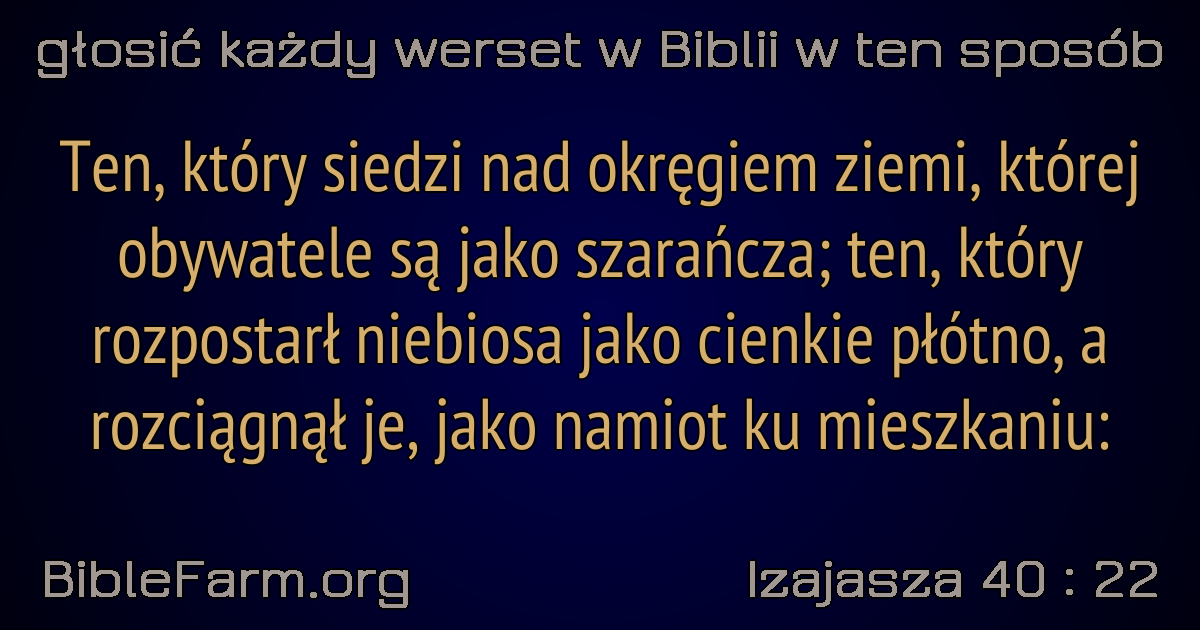 głosić każdy werset w Biblii w ten sposób
Ten, który siedzi nad okręgiem ziemi, której
obywatele są jako szarańcza; ten, który
rozpostarł niebiosa jako cienkie płótno, a
rozciągnął je, jako namiot ku mieszkaniu:
BibleFarm.org
Izajasza 40 : 22